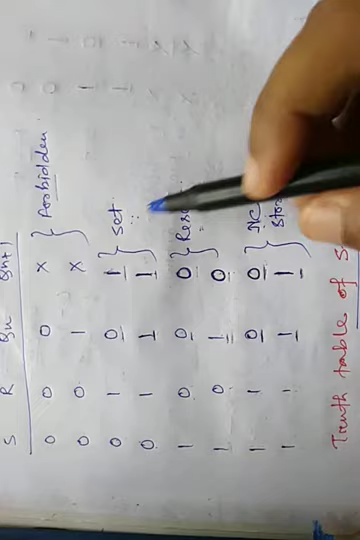 S R Qn Qn+1
0 0 0 X } Forbidden
0 0 1 X
0 1 0 1 } Set
0 1 1 1
1 0 0 0 } Rese
1 0 1 0
1 1 0 0 } NC
1 1 1 1 Sto
Truth table of S